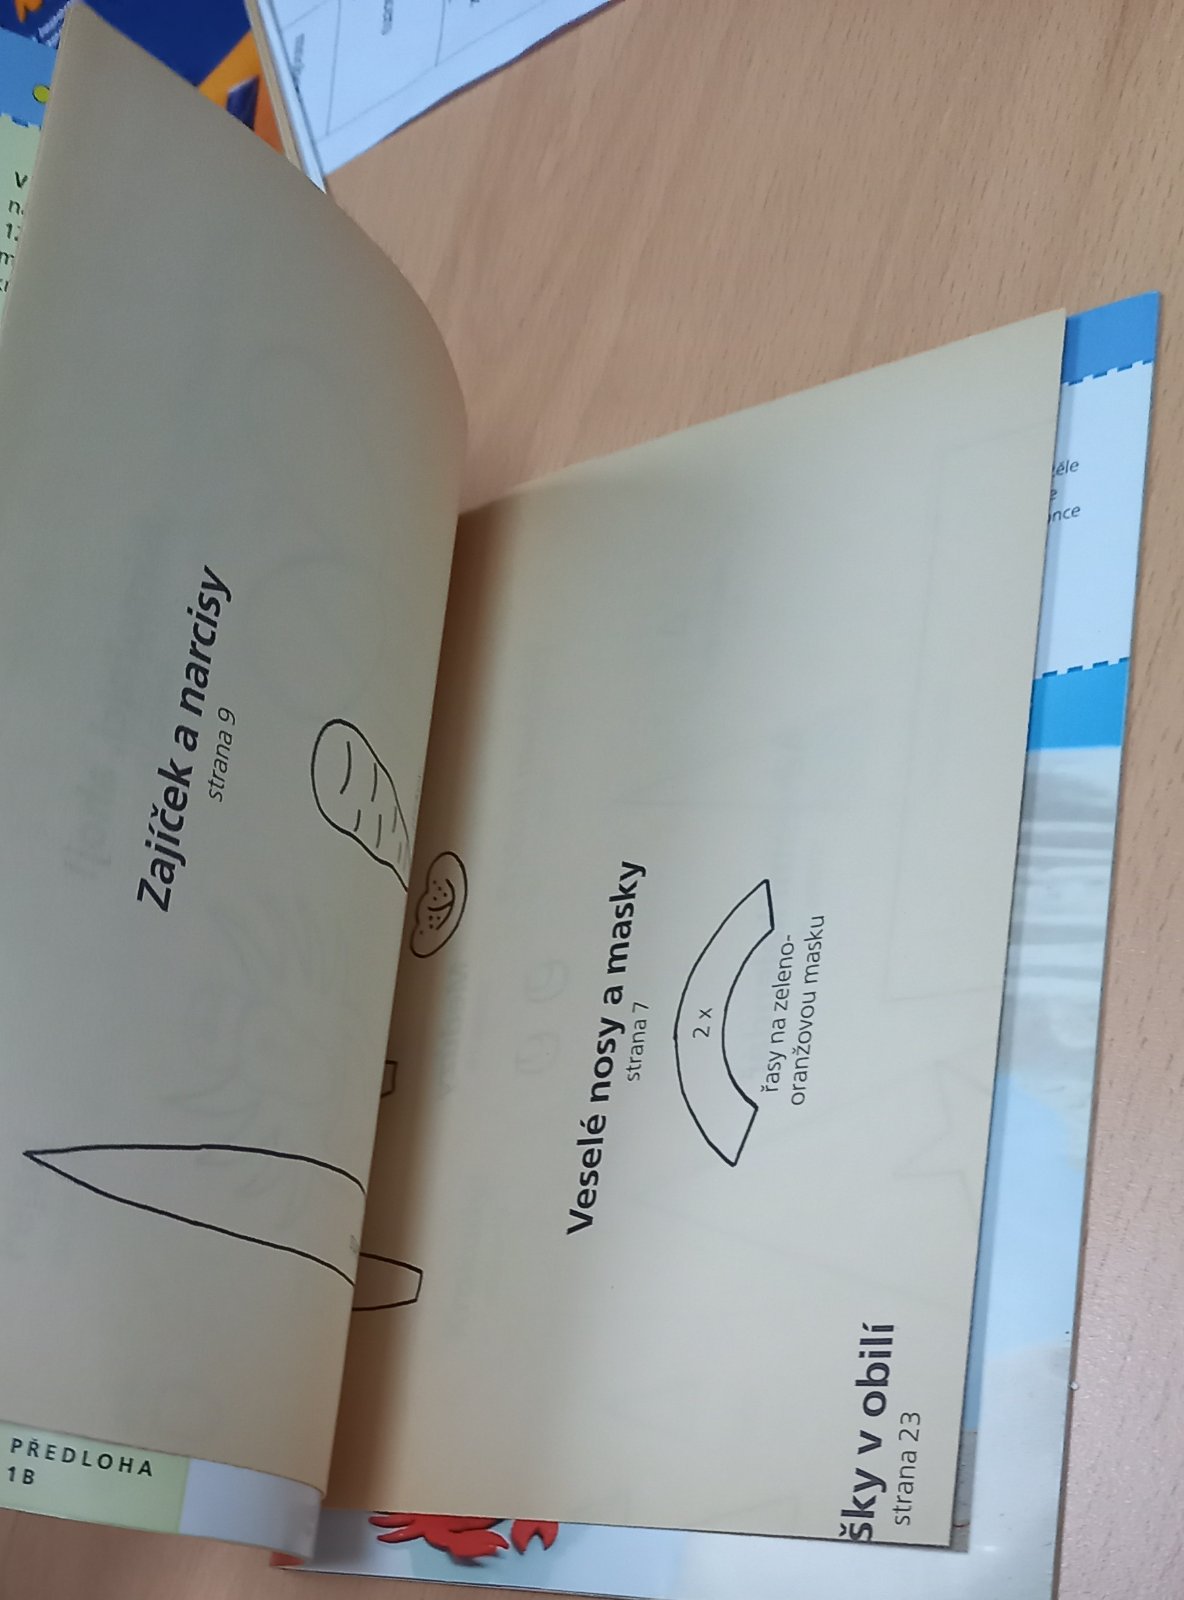 Zajíček a narcisy
strana 9
Veselé nosy a masky
strana 7
2 x
řasy na zeleno-
oranžovou masku
šky v obilí
strana 23
PŘEDLOHA
1B